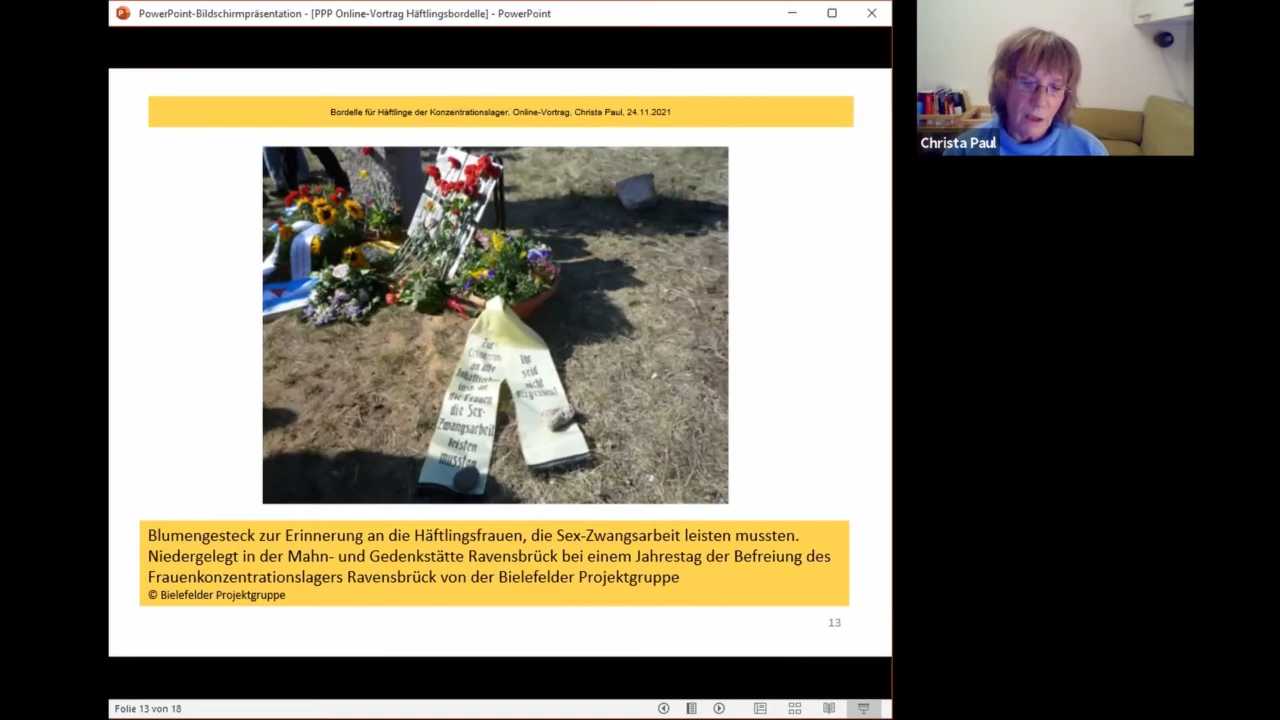 PowerPoint-Bildschirmpräsentation - [PPP Online-Vortrag Häftlingsbordelle] - PowerPoint
Bordelle für Häftlinge der Konzentrationslager, Online-Vortrag, Christa Paul, 24.11.2021
Christa Paul
Zur
an alle
die Frauen
die Sex-
Zwangsarbeit
leisten
mussten
Ihr
seid
nicht
vergessen!
Blumengesteck zur Erinnerung an die Häftlingsfrauen, die Sex-Zwangsarbeit leisten mussten.
Niedergelegt in der Mahn- und Gedenkstätte Ravensbrück bei einem Jahrestag der Befreiung des
Frauenkonzentrationslagers Ravensbrück von der Bielefelder Projektgruppe
© Bielefelder Projektgruppe
13
Folie 13 von 18